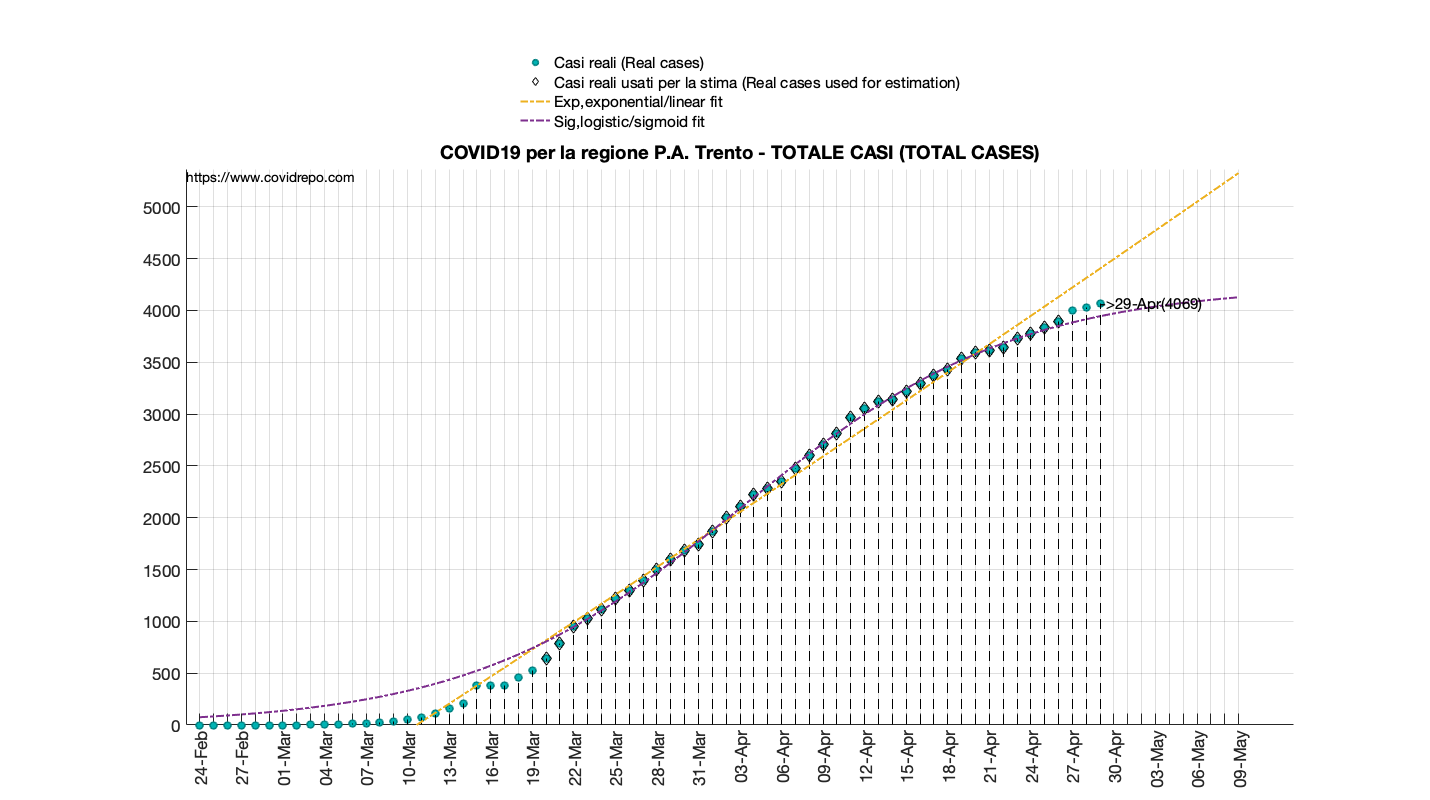 Casi reali (Real cases)
Casi reali usati per la stima (Real cases used for estimation)
Exp,exponential/linear fit
Sig,logistic/sigmoid fit
COVID19 per la regione P.A. Trento - TOTALE CASI (TOTAL CASES)
https://www.covidrepo.com
5000
4500
4000
3500
3000
2500
2000
1500
1000
500
0
->29-Apr(4069)
24-Feb
27-Feb
01-Mar
04-Mar
07-Mar
10-Mar
13-Mar
16-Mar
19-Mar
22-Mar
25-Mar
28-Mar
31-Mar
03-Apr
06-Apr
09-Apr
12-Apr
15-Apr
18-Apr
21-Apr
24-Apr
27-Apr
30-Apr
03-May
06-May
09-May